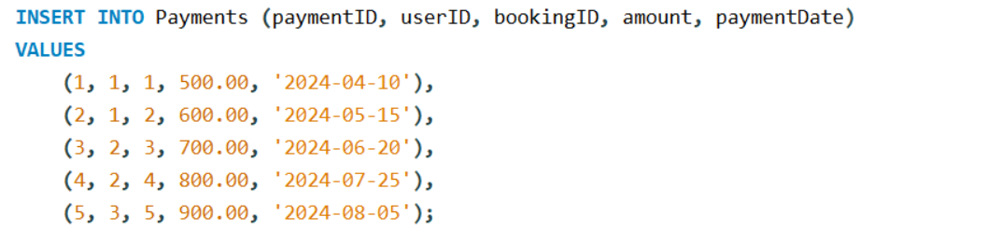 INSERT INTO Payments (paymentID, userID, bookingID, amount, paymentDate)
VALUES
(1, 1, 1, 500.00, '2024-04-10'),
(2, 1, 2, 600.00, '2024-05-15'),
(3, 2, 3, 700.00, '2024-06-20'),
(4, 2, 4, 800.00, '2024-07-25'),
(5, 3, 5, 900.00, '2024-08-05');